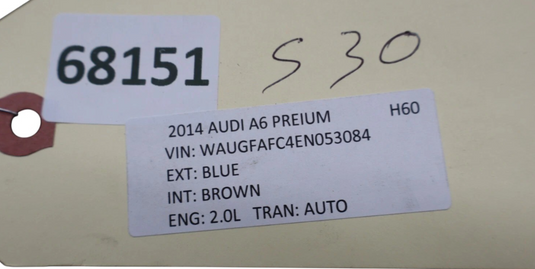 68151
S 30
2014 AUDI A6 PREIUM H60
VIN: WAUGFAFC4EN053084
EXT: BLUE
INT: BROWN
ENG: 2.0L TRAN: AUTO